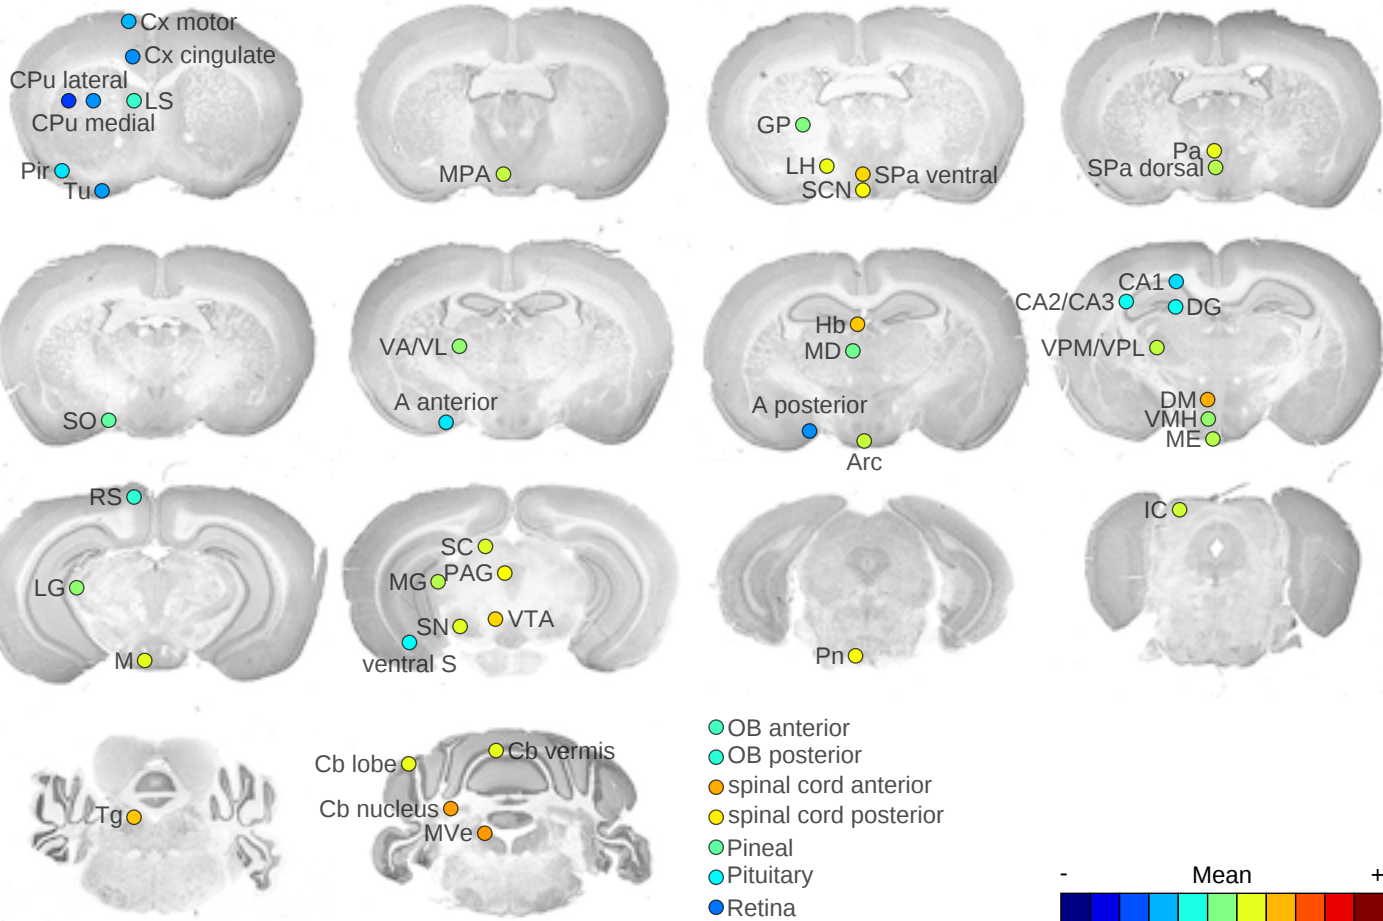 Cx motor
Cx cingulate
CPu lateral
LS
CPu medial
Pir
Tu
MPA
GP
LH
SPa ventral
SCN
Pa
SPa dorsal
SO
VA/VL
A anterior
Hb
MD
A posterior
Arc
CA1
CA2/CA3
DG
VPM/VPL
DM
VMH
ME
RS
LG
M
SC
MG
PAG
SN
VTA
ventral S
Pn
IC
Tg
Cb lobe
Cb vermis
Cb nucleus
MVe
OB anterior
OB posterior
spinal cord anterior
spinal cord posterior
Pineal
Pituitary
Retina
- Mean +